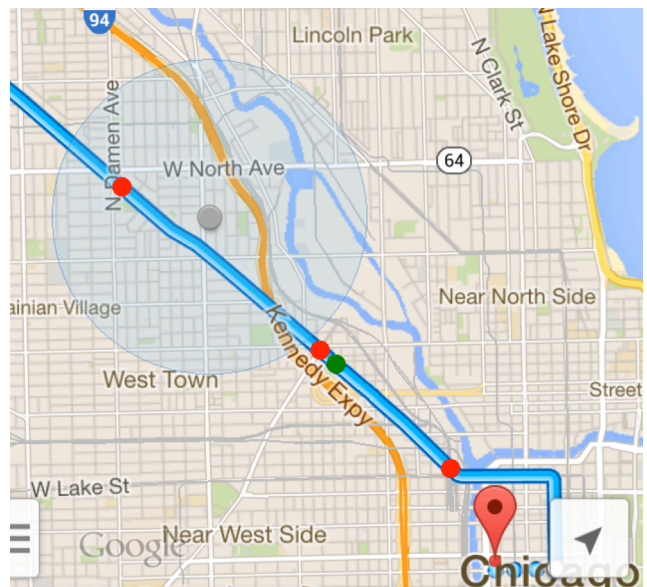 94
Lincoln Park
N Clark St
N Lake Shore Dr
N Damen Ave
W North Ave
64
Near North Side
ainian Village
Kennedy Expy
West Town
Street
W Lake St
Near West Side
Google
Chicago